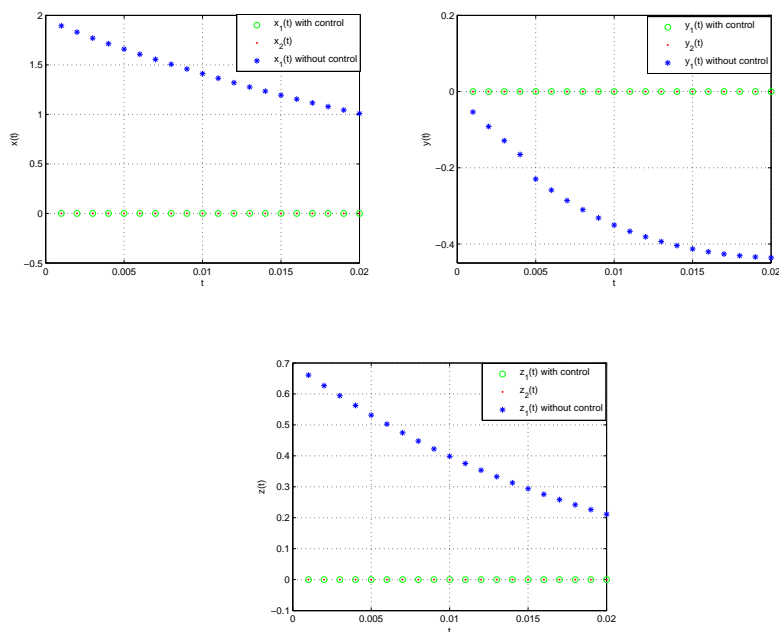 2
1.5
1
0.5
0
−0.5
x(t)
0
0.005
0.01
0.015
0.02
t
x₁(t) with control
x₂(t)
x₁(t) without control
0.2
0
−0.2
−0.4
y(t)
0
0.005
0.01
0.015
0.02
t
y₁(t) with control
y₂(t)
y₁(t) without control
0.7
0.6
0.5
0.4
0.3
0.2
0.1
0
−0.1
z(t)
0.005
0.01
0.015
0.02
t
z₁(t) with control
z₂(t)
z₁(t) without control